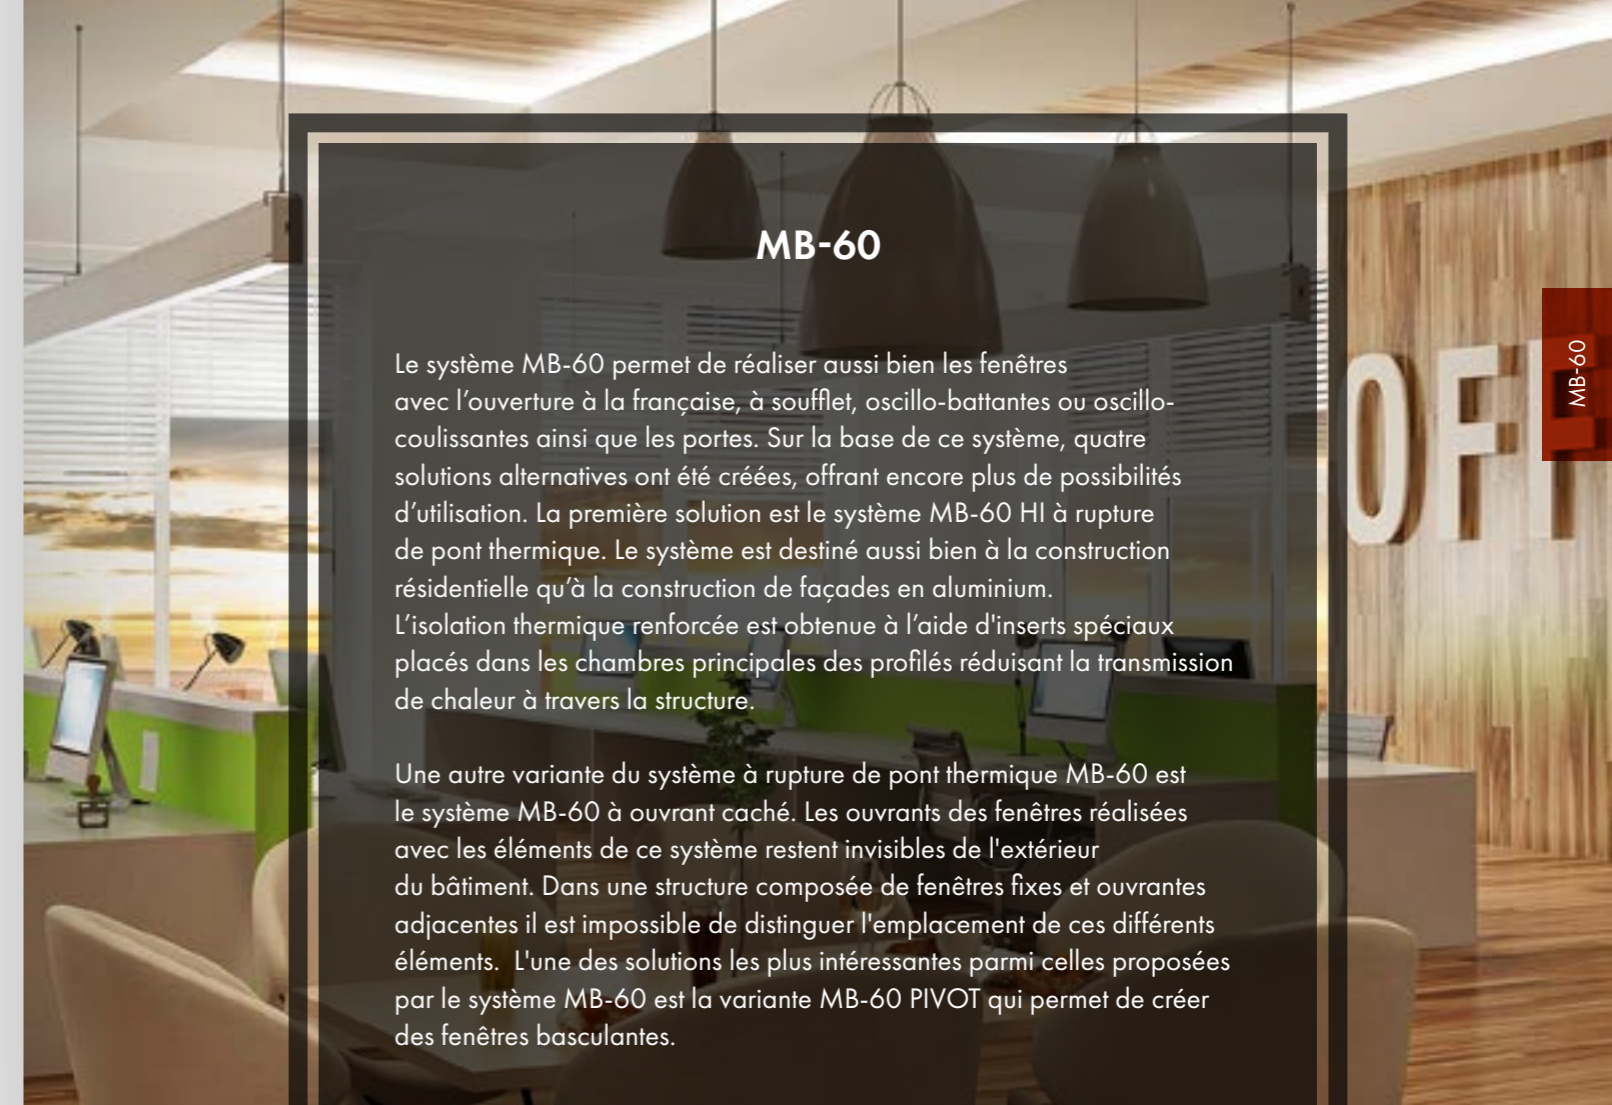 MB-60
Le système MB-60 permet de réaliser aussi bien les fenêtres
avec l’ouverture à la française, à soufflet, oscillo-battantes ou oscillo-
coulissantes ainsi que les portes. Sur la base de ce système, quatre
solutions alternatives ont été créées, offrant encore plus de possibilités
d’utilisation. La première solution est le système MB-60 HI à rupture
de pont thermique. Le système est destiné aussi bien à la construction
résidentielle qu’à la construction de façades en aluminium.
L’isolation thermique renforcée est obtenue à l’aide d'inserts spéciaux
placés dans les chambres principales des profilés réduisant la transmission
de chaleur à travers la structure.
Une autre variante du système à rupture de pont thermique MB-60 est
le système MB-60 à ouvrant caché. Les ouvrants des fenêtres réalisées
avec les éléments de ce système restent invisibles de l'extérieur
du bâtiment. Dans une structure composée de fenêtres fixes et ouvrantes
adjacentes il est impossible de distinguer l'emplacement de ces différents
éléments.  L'une des solutions les plus intéressantes parmi celles proposées
par le système MB-60 est la variante MB-60 PIVOT qui permet de créer
des fenêtres basculantes.
MB-60
OFF